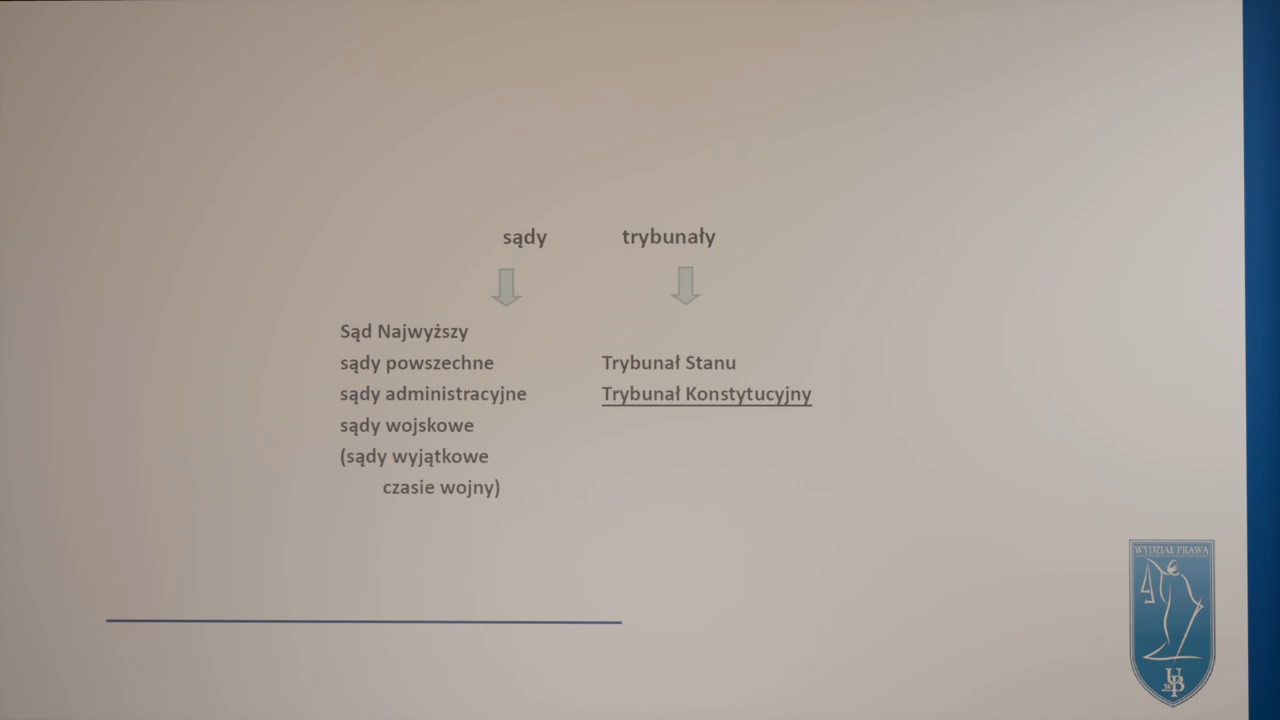 sądy trybunały
Sąd Najwyższy
sądy powszechne Trybunał Stanu
sądy administracyjne Trybunał Konstytucyjny
sądy wojskowe
(sądy wyjątkowe
czasie wojny)
WYDZIAŁ PRAWA
UwB